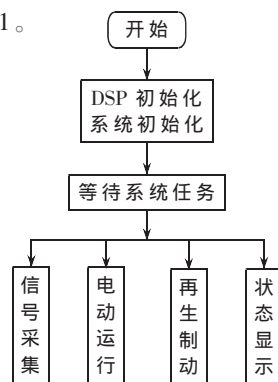 1。
开始
DSP 初始化
系统初始化
等待系统任务
信号采集
电动运行
再生制动
状态显示